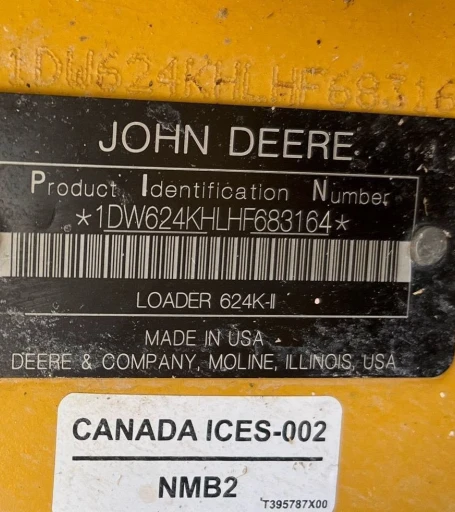 1DW624KHLHF68316
JOHN DEERE
Product Identification Number
*1DW624KHLHF683164*
LOADER 624K-II
MADE IN USA
DEERE & COMPANY, MOLINE, ILLINOIS, USA
CANADA ICES-002
NMB2
T395787X00